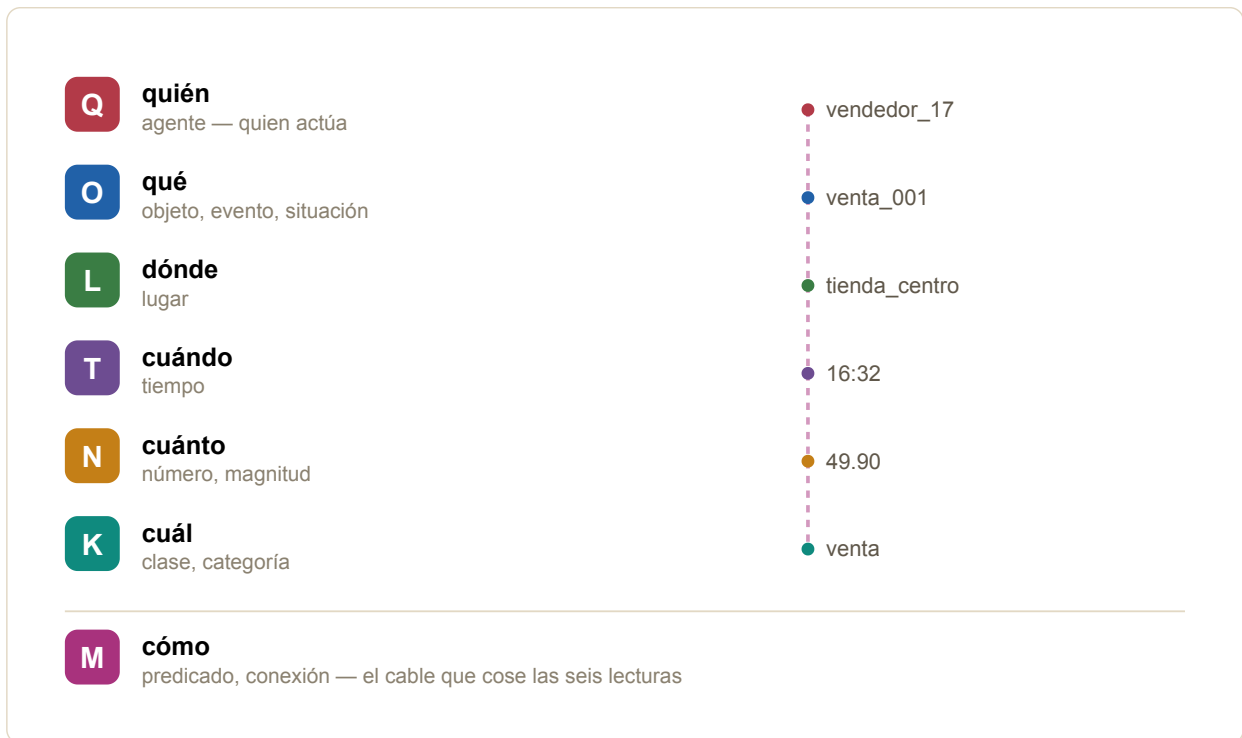 Q
quién
agente — quien actúa
vendedor_17
O
qué
objeto, evento, situación
venta_001
L
dónde
lugar
tienda_centro
T
cuándo
tiempo
16:32
N
cuánto
número, magnitud
49.90
K
cuál
clase, categoría
venta
M
cómo
predicado, conexión — el cable que cose las seis lecturas